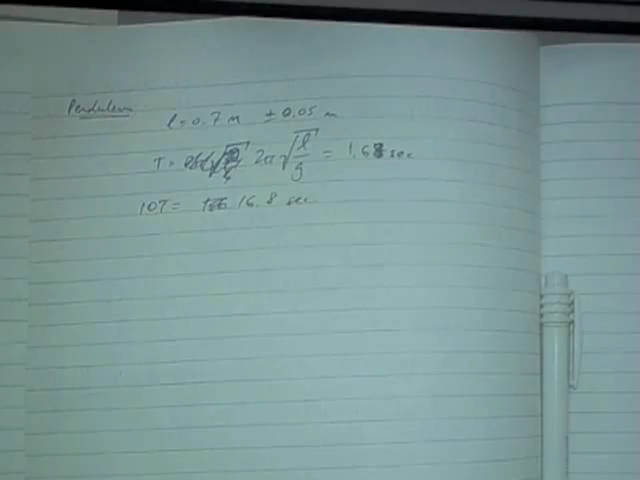 Pendulum
l = 0.7 m ± 0.05 m
T = 2π√(l/g) = 1.68 sec
10T = 16.8 sec